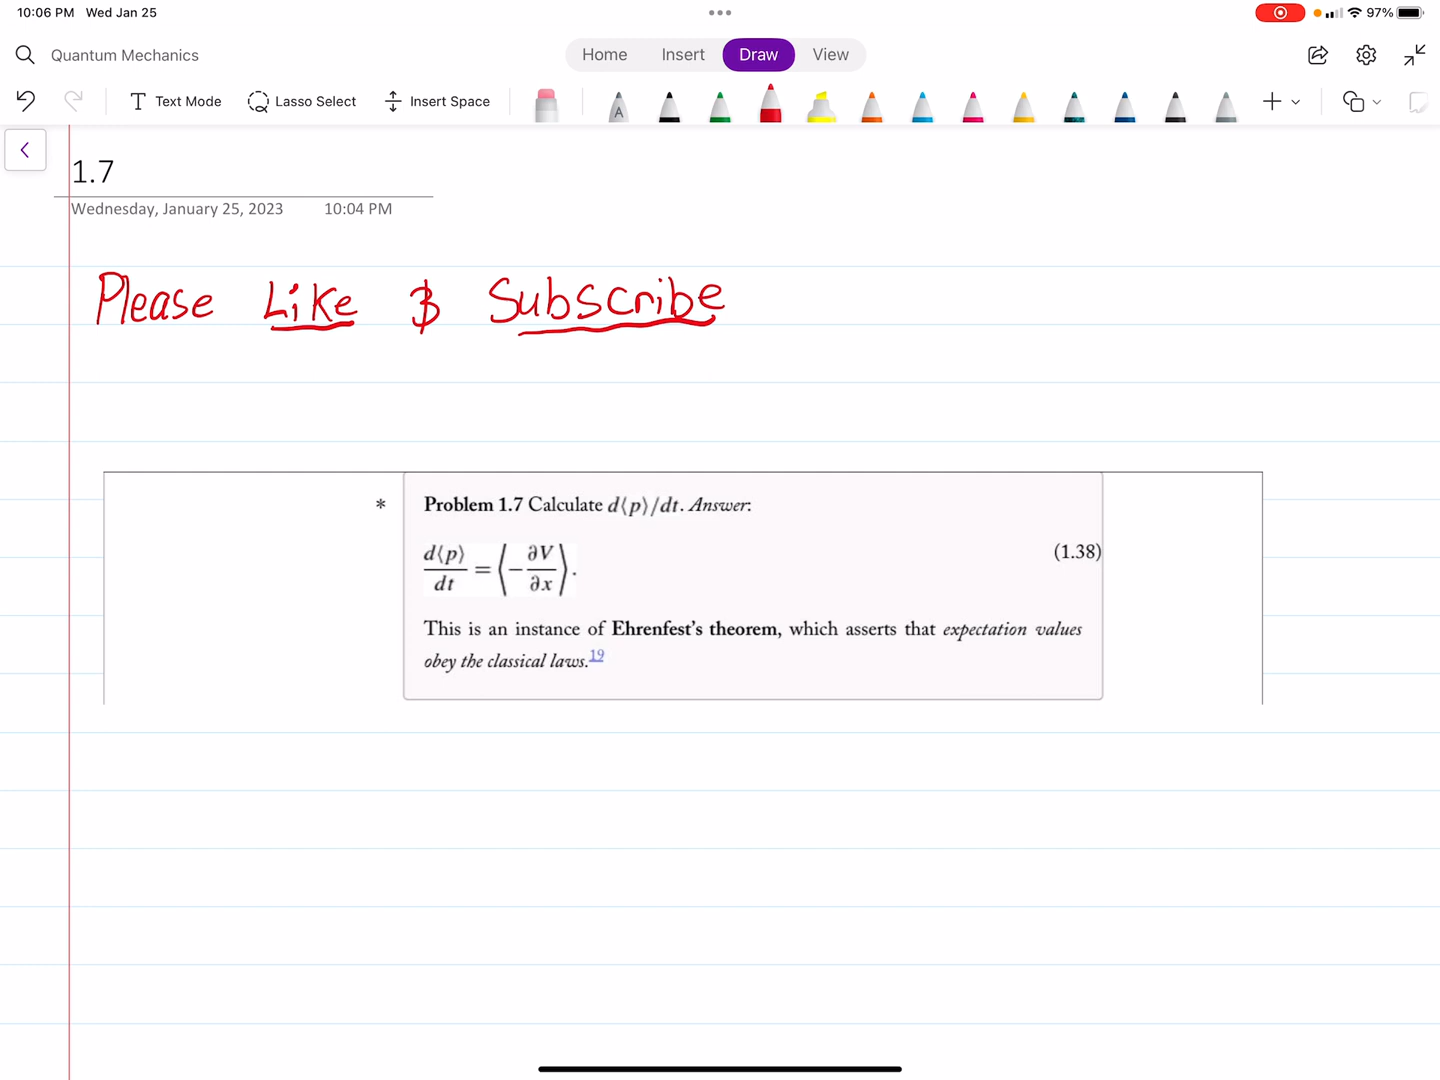 10:06 PM Wed Jan 25
97%
Quantum Mechanics
Home Insert Draw View
Text Mode Lasso Select Insert Space
A
1.7
Wednesday, January 25, 2023 10:04 PM
Please Like & Subscribe
* Problem 1.7 Calculate d⟨p⟩/dt. Answer:
d⟨p⟩/dt = ⟨−∂V/∂x⟩. (1.38)
This is an instance of Ehrenfest's theorem, which asserts that expectation values
obey the classical laws.19